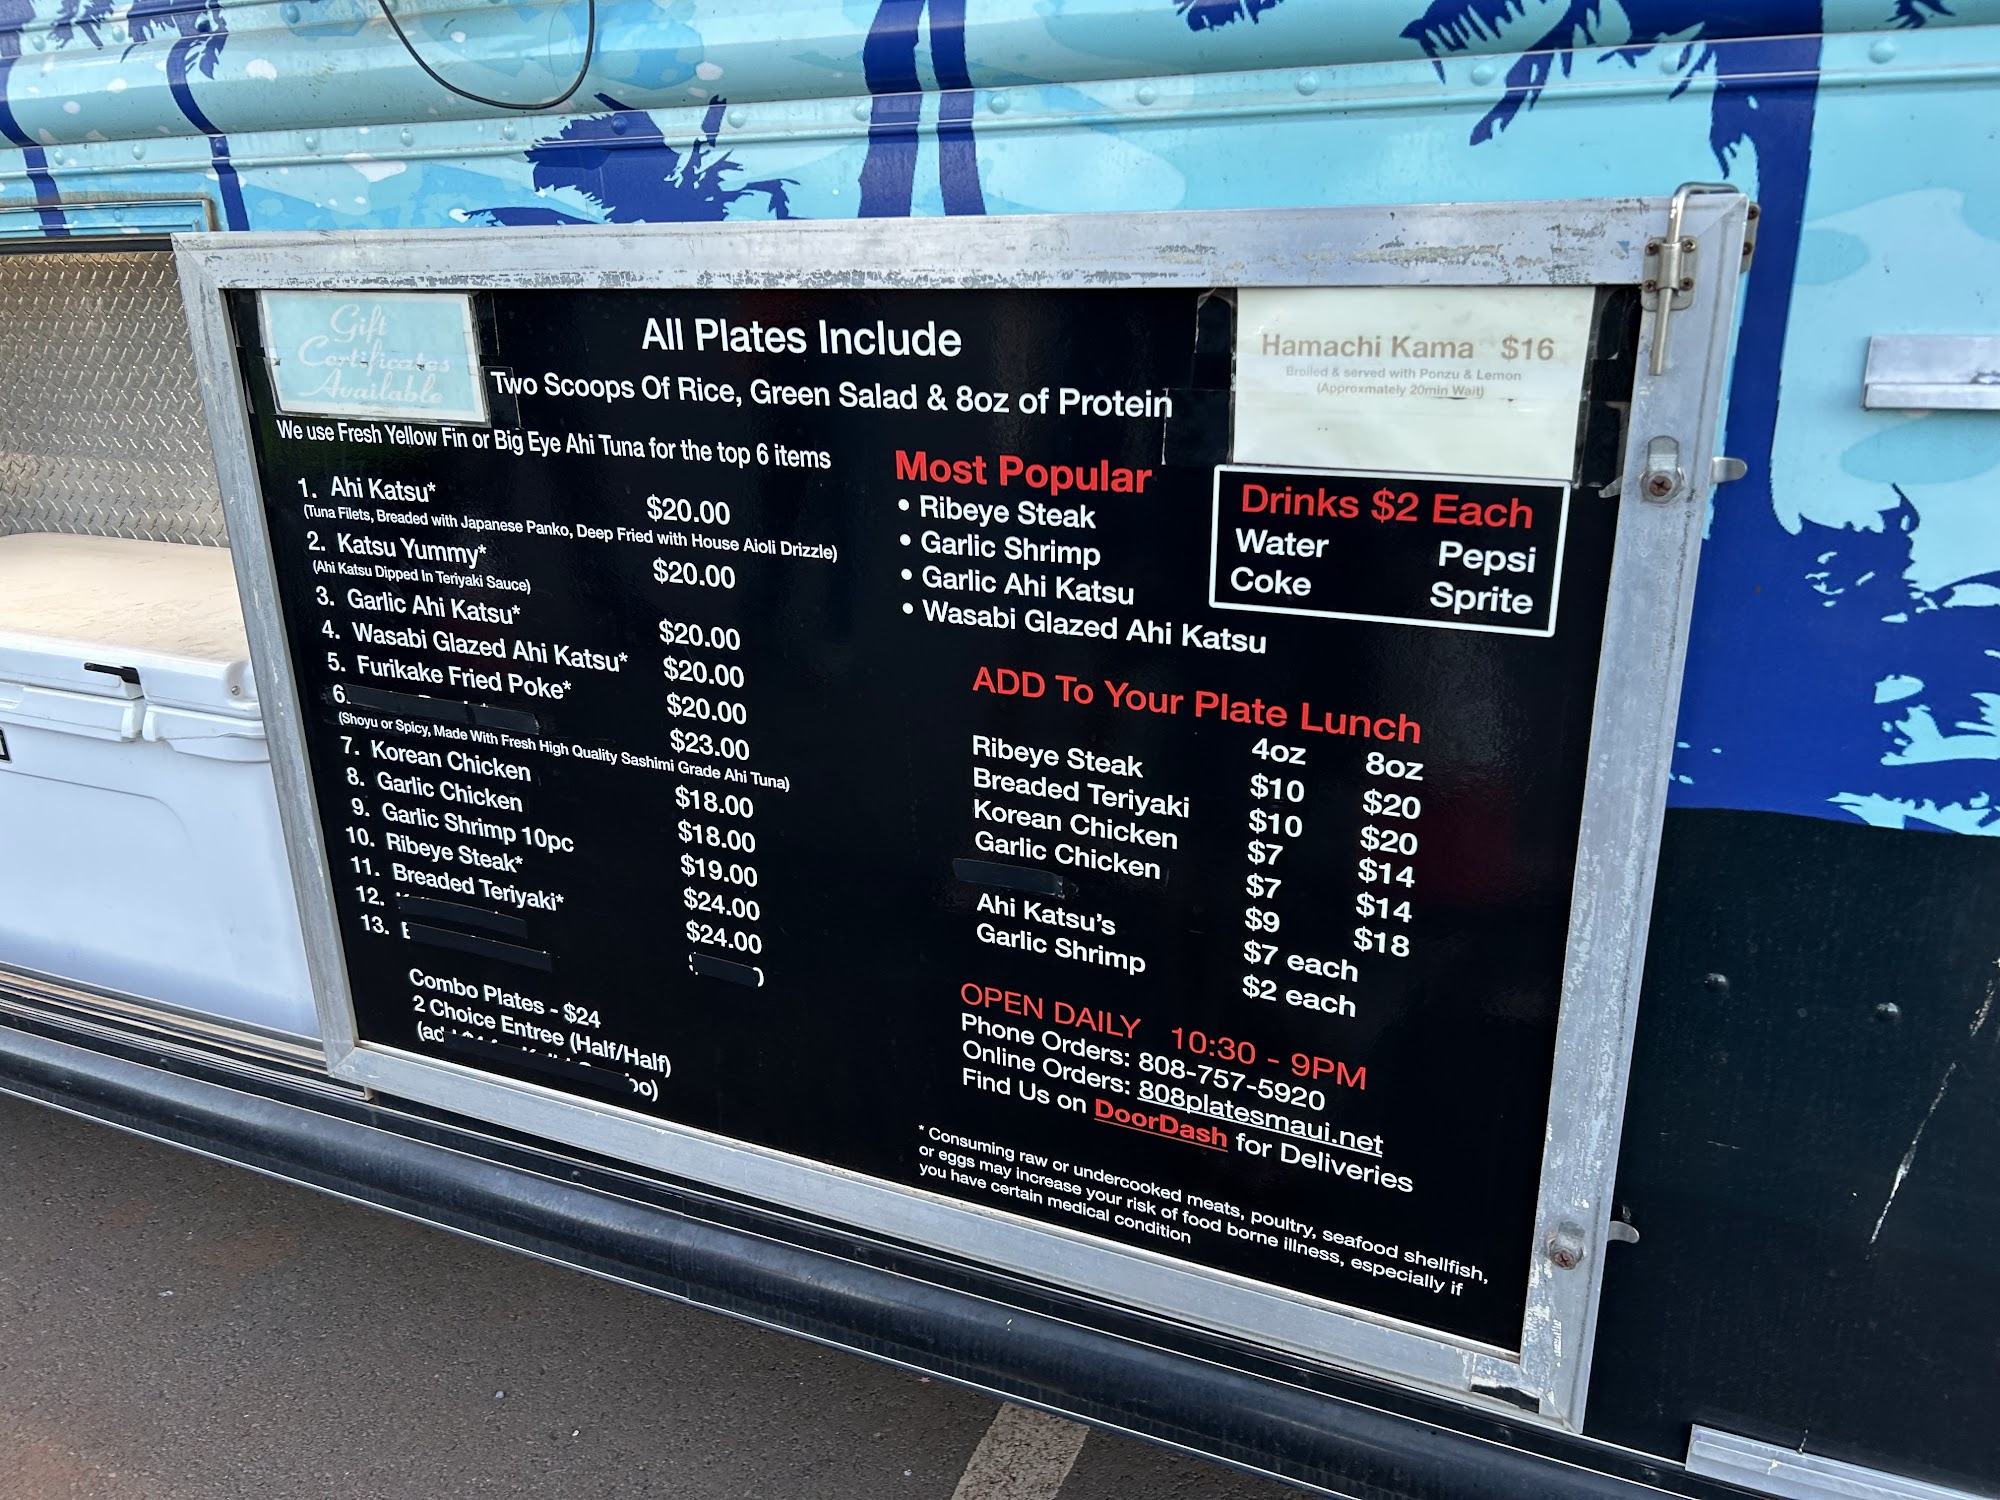 Gift
Certificates
Available
All Plates Include
Two Scoops Of Rice, Green Salad & 8oz of Protein
We use Fresh Yellow Fin or Big Eye Ahi Tuna for the top 6 items
1. Ahi Katsu* $20.00
(Tuna Filets, Breaded with Japanese Panko, Deep Fried with House Aioli Drizzle)
2. Katsu Yummy* $20.00
(Ahi Katsu Dipped In Teriyaki Sauce)
3. Garlic Ahi Katsu* $20.00
4. Wasabi Glazed Ahi Katsu* $20.00
5. Furikake Fried Poke* $20.00
6. $23.00
(Shoyu or Spicy, Made With Fresh High Quality Sashimi Grade Ahi Tuna)
7. Korean Chicken $18.00
8. Garlic Chicken $18.00
9. Garlic Shrimp 10pc $19.00
10. Ribeye Steak* $24.00
11. Breaded Teriyaki* $24.00
12.
13.
Combo Plates - $24
2 Choice Entree (Half/Half)
Hamachi Kama $16
Broiled & served with Ponzu & Lemon
(Approxmately 20min Wait)
Most Popular
• Ribeye Steak
• Garlic Shrimp
• Garlic Ahi Katsu
• Wasabi Glazed Ahi Katsu
Drinks $2 Each
Water Pepsi
Coke Sprite
ADD To Your Plate Lunch
4oz 8oz
Ribeye Steak $10 $20
Breaded Teriyaki $10 $20
Korean Chicken $7 $14
Garlic Chicken $7 $14
$9 $18
Ahi Katsu's $7 each
Garlic Shrimp $2 each
OPEN DAILY 10:30 - 9PM
Phone Orders: 808-757-5920
Online Orders: 808platesmaui.net
Find Us on DoorDash for Deliveries
* Consuming raw or undercooked meats, poultry, seafood shellfish,
or eggs may increase your risk of food borne illness, especially if
you have certain medical condition